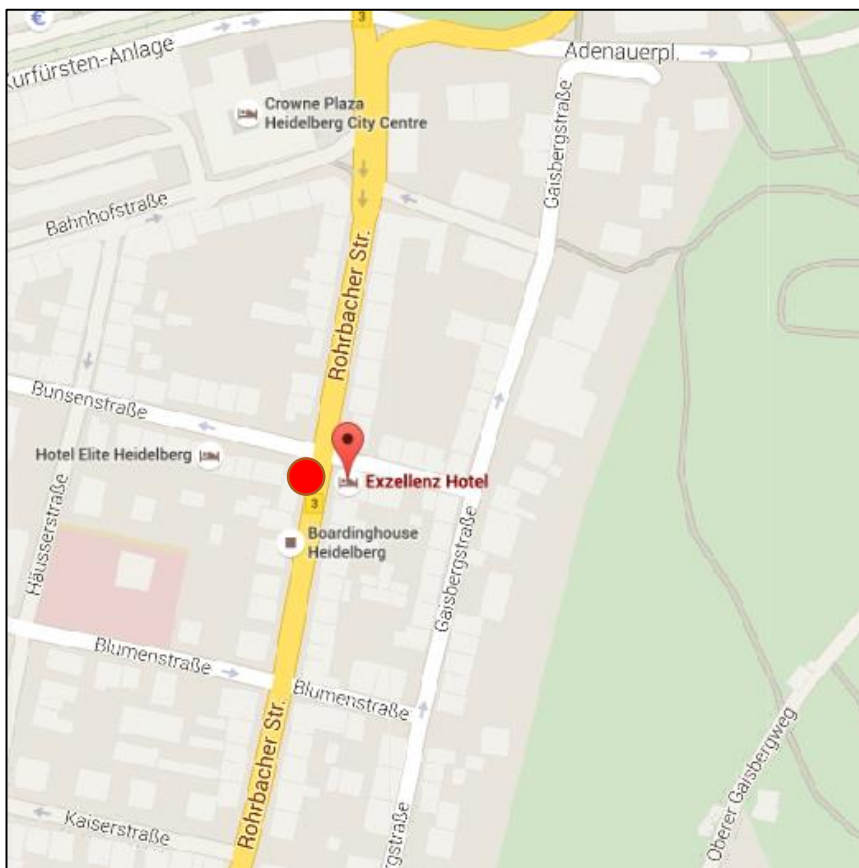 €
3
Kurfürsten-Anlage
Adenauerpl.
Crowne Plaza
Heidelberg City Centre
Gaisbergstraße
Bahnhofstraße
Rohrbacher Str.
Bunsenstraße
Hotel Elite Heidelberg
Exzellenz Hotel
3
Boardinghouse
Heidelberg
Häusserstraße
Gaisbergstraße
Blumenstraße
Blumenstraße
Rohrbacher Str.
Oberer Gaisbergweg
Kaiserstraße
bergstraße